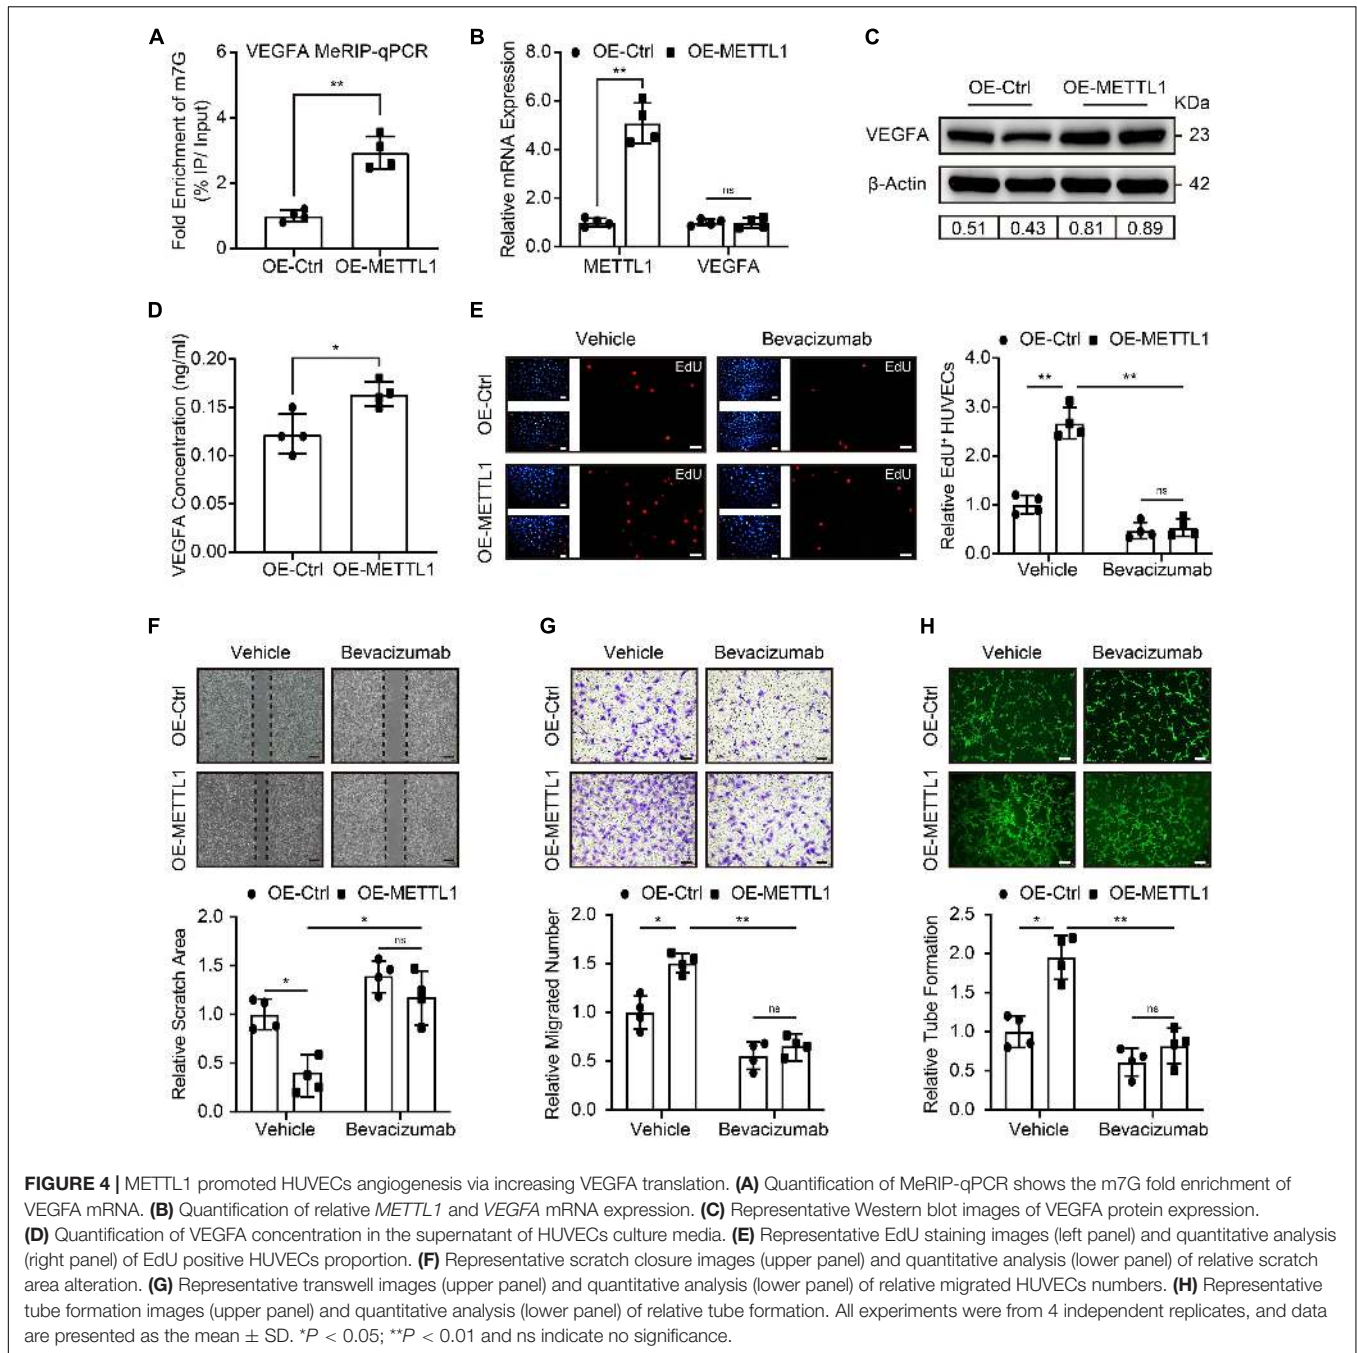 A
VEGFA MeRIP-qPCR
Fold Enrichment of m7G
(% IP/ Input)
6
4
2
0
**
OE-Ctrl OE-METTL1
B
OE-Ctrl OE-METTL1
Relative mRNA Expression
8.0
6.0
4.0
2.0
0.0
**
ns
METTL1 VEGFA
C
OE-Ctrl OE-METTL1
KDa
VEGFA 23
β-Actin 42
0.51 0.43 0.81 0.89
D
VEGFA Concentration (ng/ml)
0.20
0.15
0.10
0.05
0.00
*
OE-Ctrl OE-METTL1
E
Vehicle Bevacizumab
OE-Ctrl
EdU EdU
OE-METTL1
EdU EdU
OE-Ctrl OE-METTL1
Relative EdU+ HUVECs
4.0
3.0
2.0
1.0
0.0
** **
ns
Vehicle Bevacizumab
F
Vehicle Bevacizumab
OE-Ctrl
OE-METTL1
OE-Ctrl OE-METTL1
Relative Scratch Area
2.0
1.5
1.0
0.5
0.0
*
*
ns
Vehicle Bevacizumab
G
Vehicle Bevacizumab
OE-Ctrl
OE-METTL1
OE-Ctrl OE-METTL1
Relative Migrated Number
2.0
1.5
1.0
0.5
0.0
* **
ns
Vehicle Bevacizumab
H
Vehicle Bevacizumab
OE-Ctrl
OE-METTL1
OE-Ctrl OE-METTL1
Relative Tube Formation
2.5
2.0
1.5
1.0
0.5
0.0
* **
ns
Vehicle Bevacizumab
FIGURE 4 | METTL1 promoted HUVECs angiogenesis via increasing VEGFA translation. (A) Quantification of MeRIP-qPCR shows the m7G fold enrichment of
VEGFA mRNA. (B) Quantification of relative METTL1 and VEGFA mRNA expression. (C) Representative Western blot images of VEGFA protein expression.
(D) Quantification of VEGFA concentration in the supernatant of HUVECs culture media. (E) Representative EdU staining images (left panel) and quantitative analysis
(right panel) of EdU positive HUVECs proportion. (F) Representative scratch closure images (upper panel) and quantitative analysis (lower panel) of relative scratch
area alteration. (G) Representative transwell images (upper panel) and quantitative analysis (lower panel) of relative migrated HUVECs numbers. (H) Representative
tube formation images (upper panel) and quantitative analysis (lower panel) of relative tube formation. All experiments were from 4 independent replicates, and data
are presented as the mean ± SD. *P < 0.05; **P < 0.01 and ns indicate no significance.